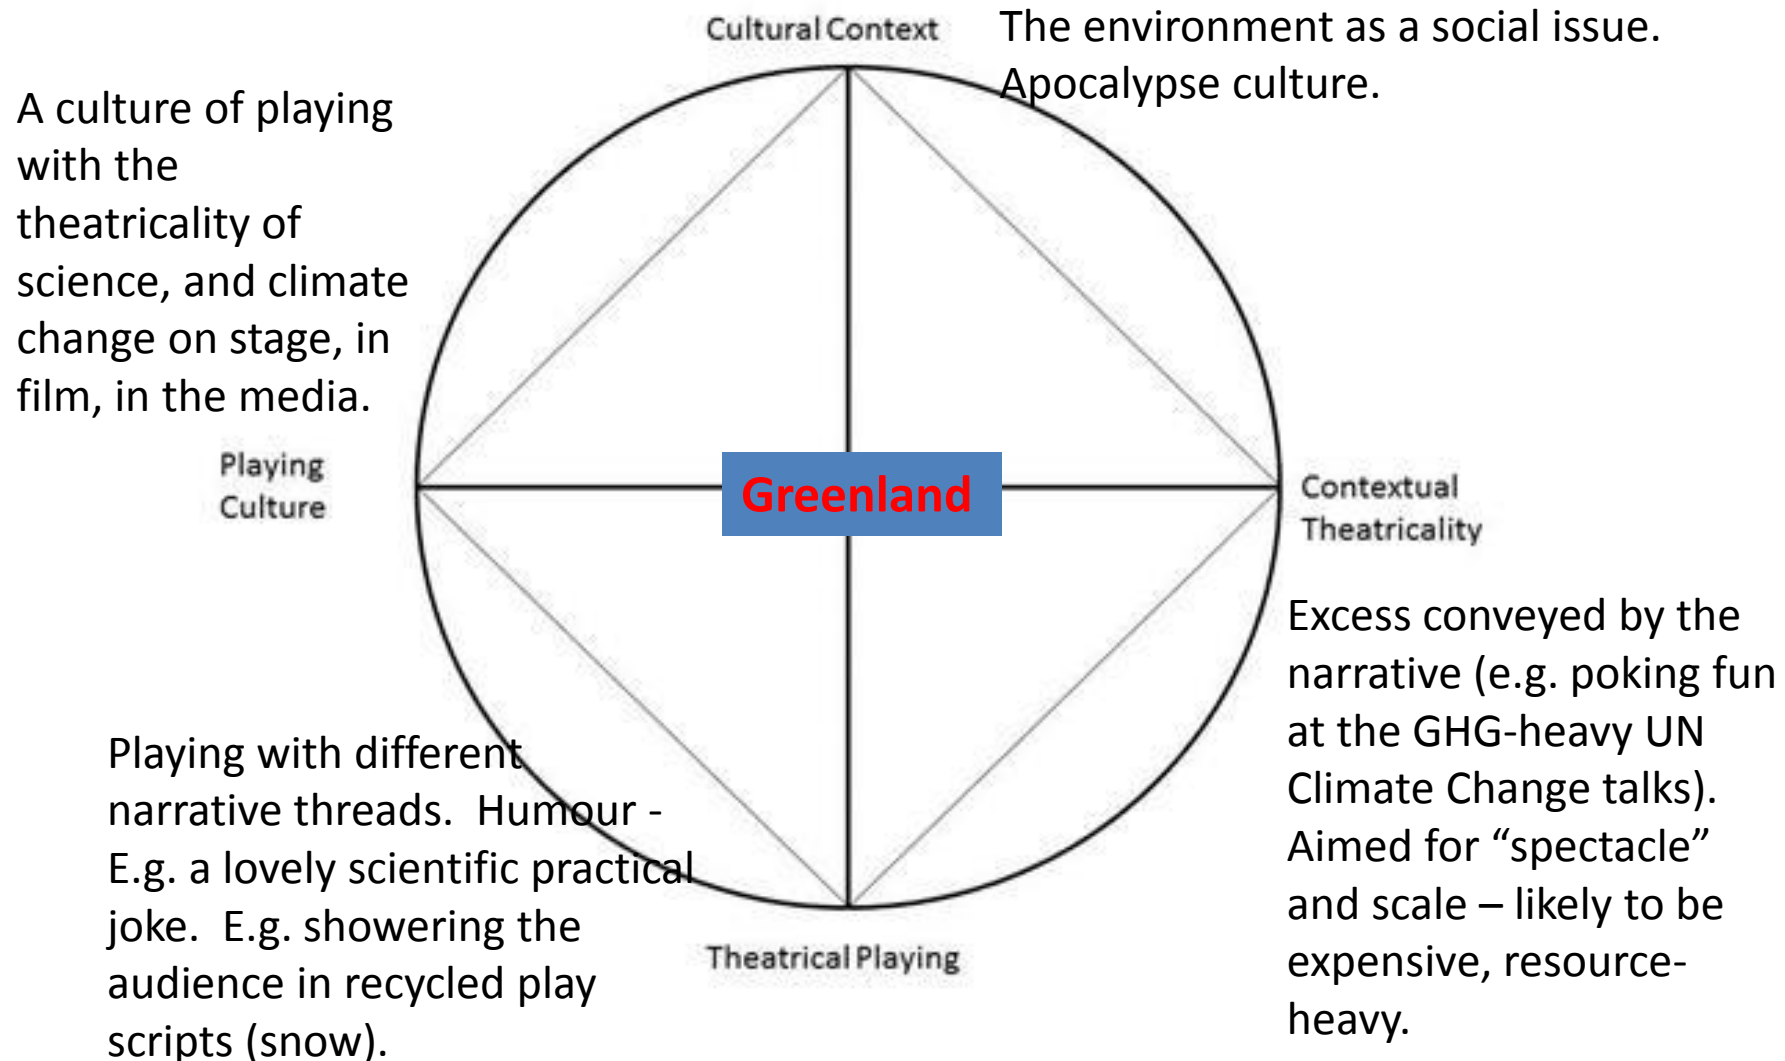 Cultural Context
The environment as a social issue.
Apocalypse culture.
A culture of playing
with the
theatricality of
science, and climate
change on stage, in
film, in the media.
Playing
Culture
Greenland
Contextual
Theatricality
Excess conveyed by the
narrative (e.g. poking fun
at the GHG-heavy UN
Climate Change talks).
Aimed for “spectacle”
and scale – likely to be
expensive, resource-
heavy.
Playing with different
narrative threads.  Humour -
E.g. a lovely scientific practical
joke.  E.g. showering the
audience in recycled play
scripts (snow).
Theatrical Playing